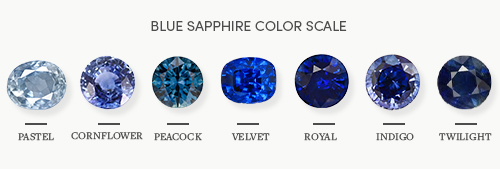 BLUE SAPPHIRE COLOR SCALE
PASTEL CORNFLOWER PEACOCK VELVET ROYAL INDIGO TWILIGHT